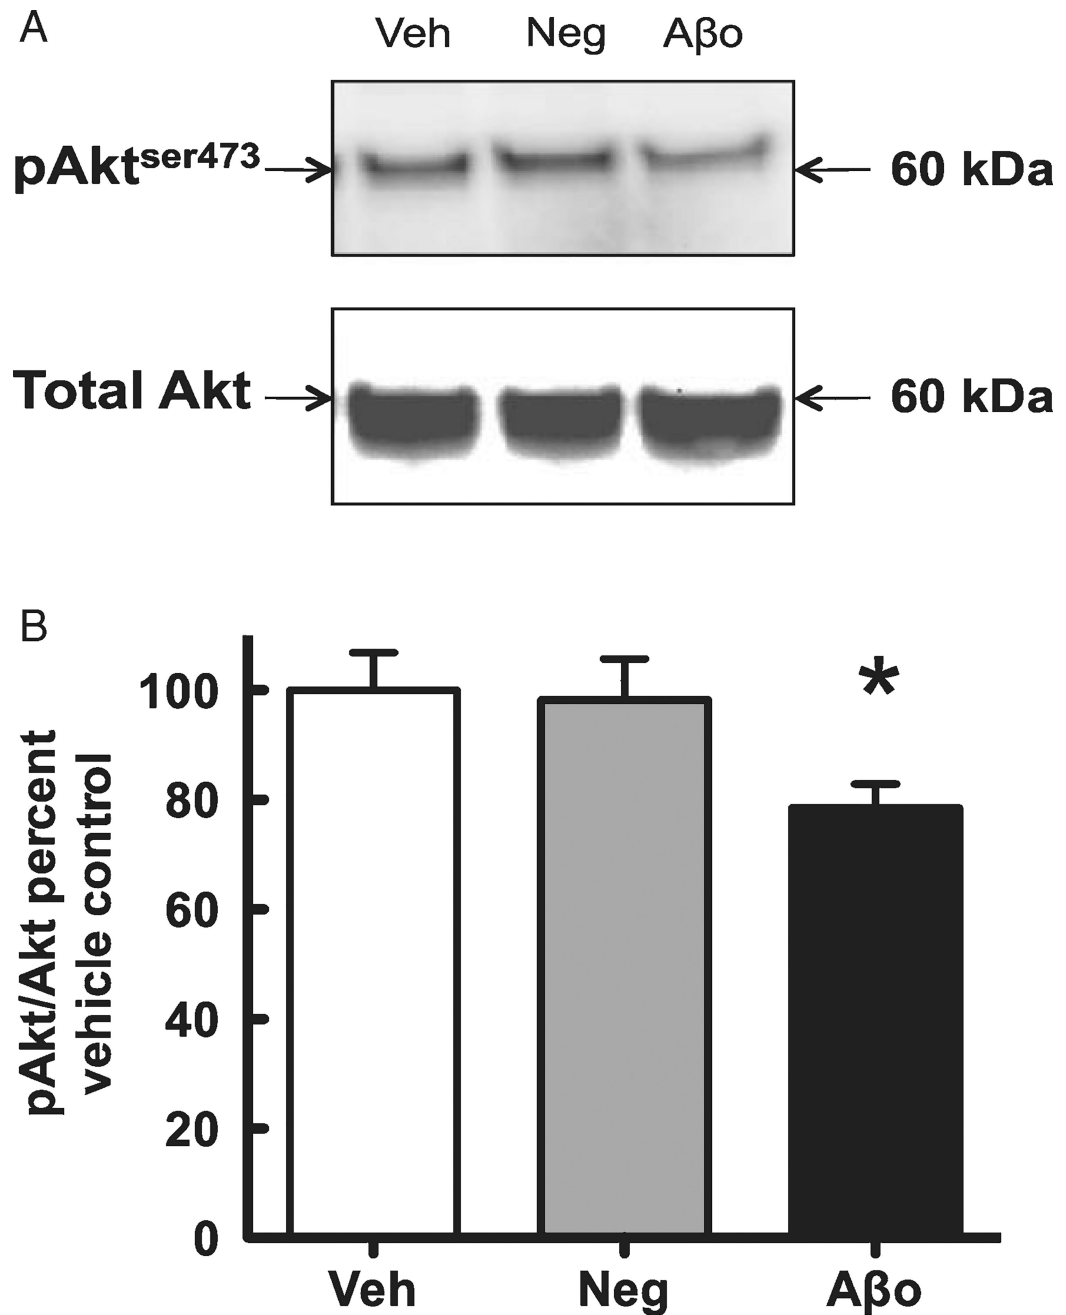 A
Veh Neg Aβo
pAktser473 60 kDa
Total Akt 60 kDa
B
pAkt/Akt percent
vehicle control
100
*
80
60
40
20
0
Veh Neg Aβo